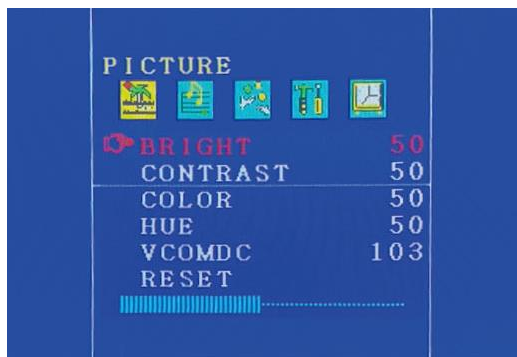 PICTURE
BRIGHT 50
CONTRAST 50
COLOR 50
HUE 50
VCOMDC 103
RESET